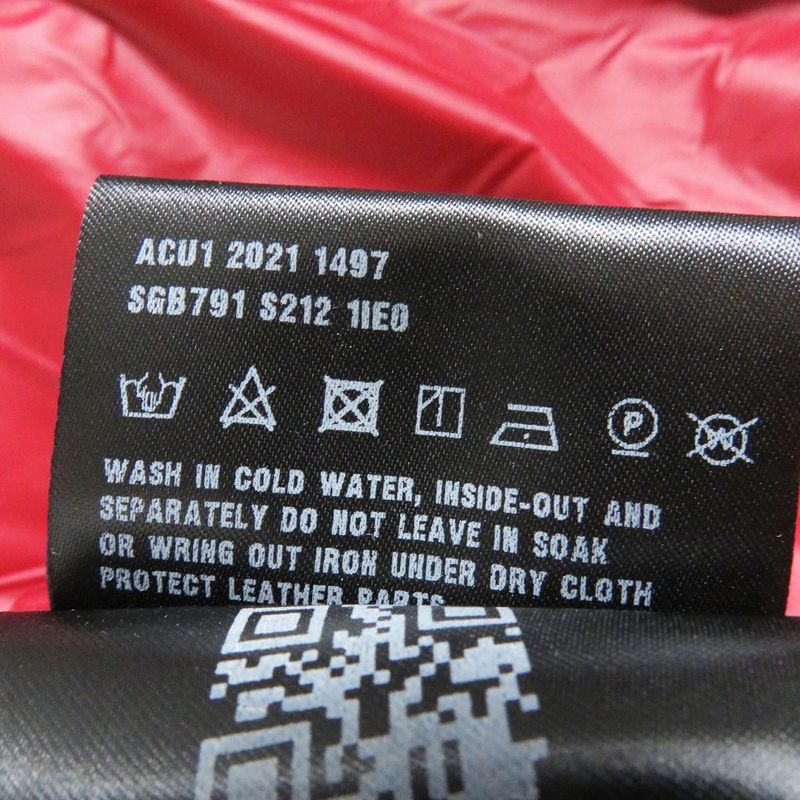 ACU1 2021 1497
SGB791 S212 1IE0
P
W
WASH IN COLD WATER, INSIDE-OUT AND
SEPARATELY DO NOT LEAVE IN SOAK
OR WRING OUT IRON UNDER DRY CLOTH
PROTECT LEATHER PARTS